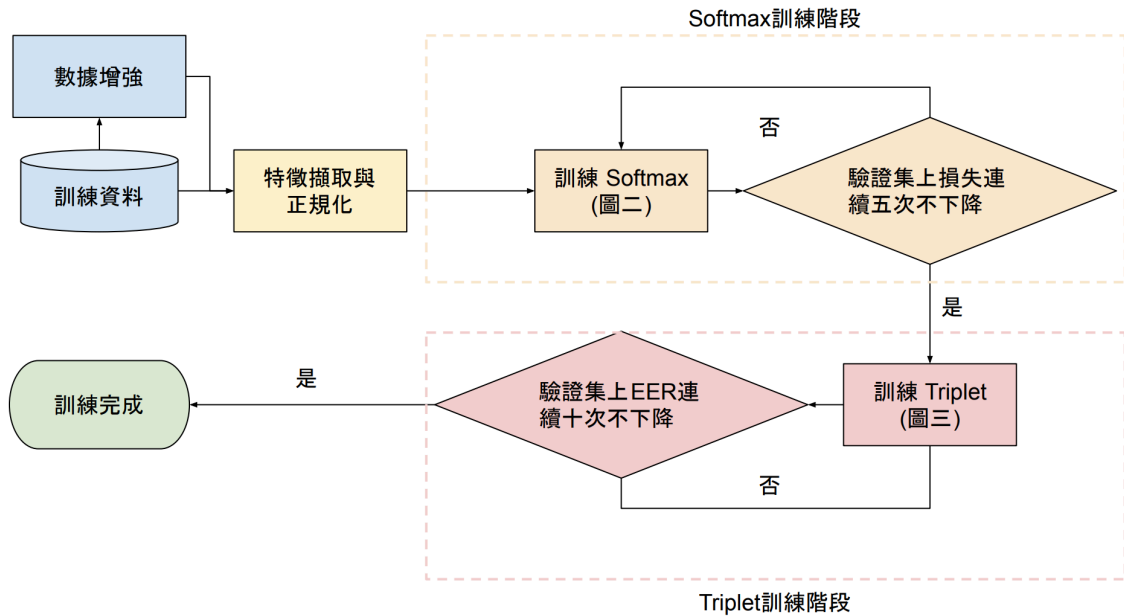 Softmax訓練階段
數據增強
訓練資料
特徵擷取與
正規化
訓練 Softmax
(圖二)
否
驗證集上損失連
續五次不下降
是
訓練 Triplet
(圖三)
驗證集上EER連
續十次不下降
否
是
訓練完成
Triplet訓練階段